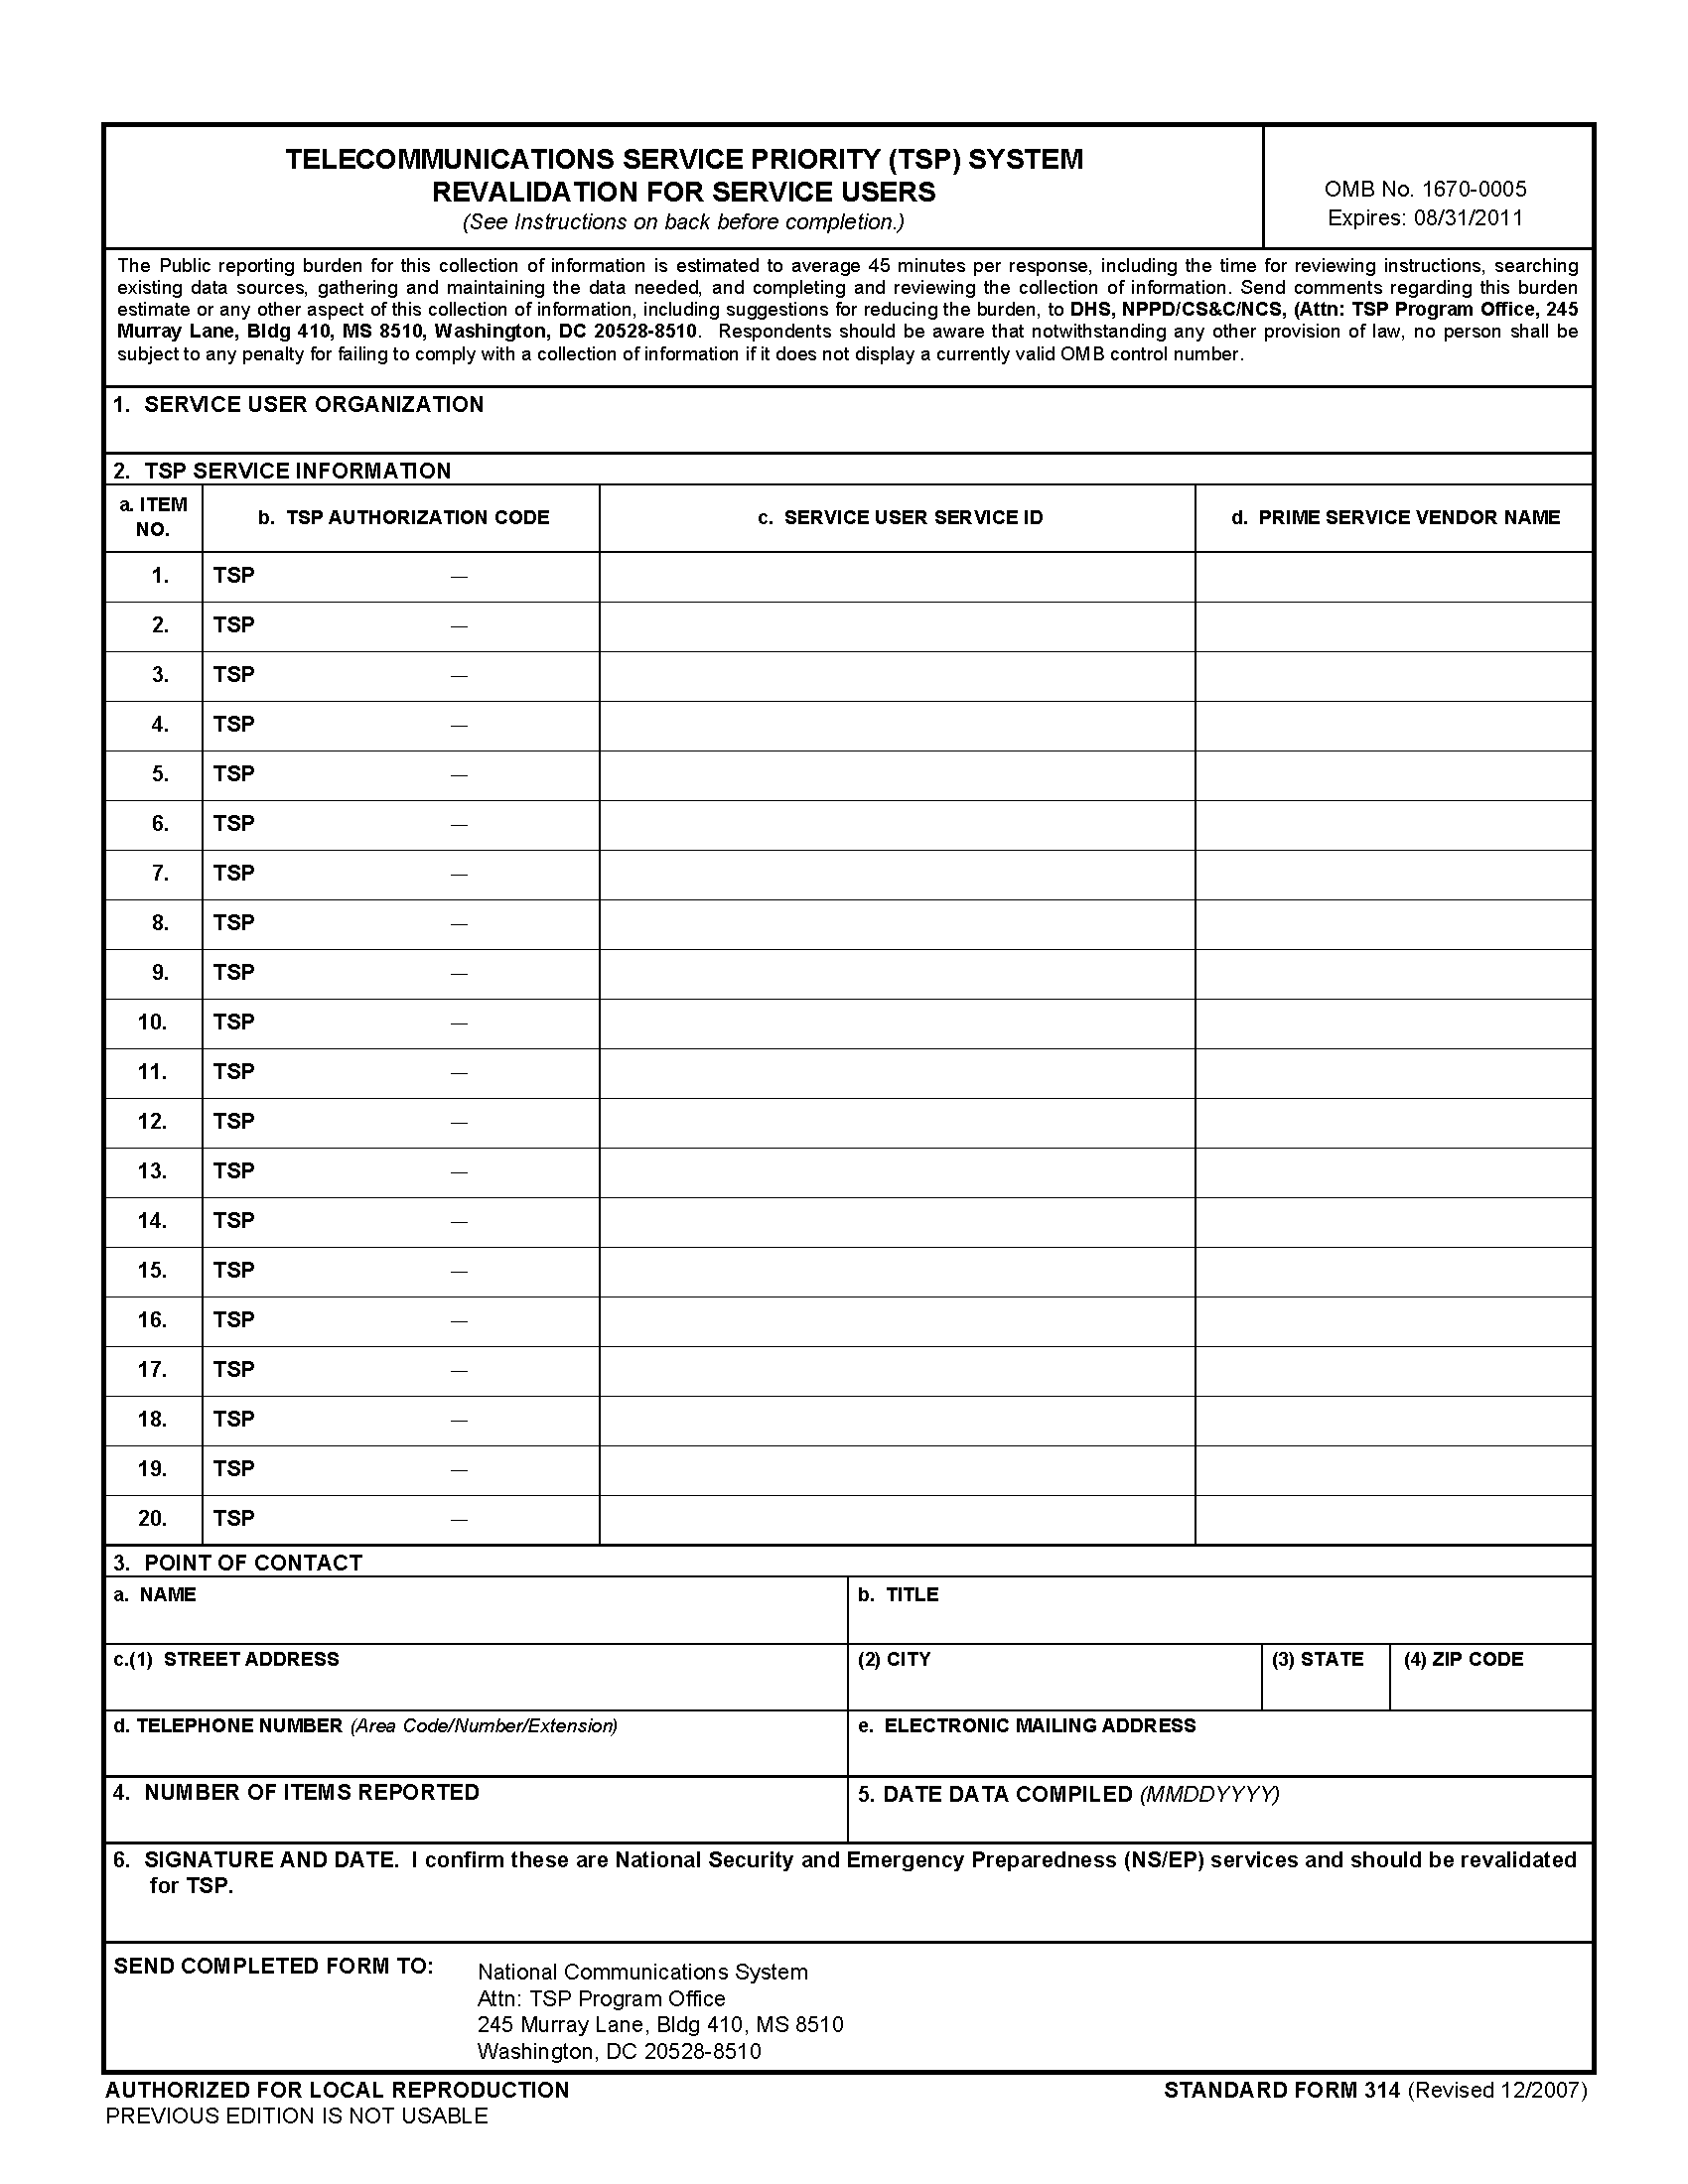 TELECOMMUNICATIONS SERVICE PRIORITY (TSP) SYSTEM
REVALIDATION FOR SERVICE USERS
(See Instructions on back before completion.)
OMB No. 1670-0005
Expires: 08/31/2011
The Public reporting burden for this collection of information is estimated to average 45 minutes per response, including the time for reviewing instructions, searching
existing data sources, gathering and maintaining the data needed, and completing and reviewing the collection of information. Send comments regarding this burden
estimate or any other aspect of this collection of information, including suggestions for reducing the burden, to DHS, NPPD/CS&C/NCS, (Attn: TSP Program Office, 245
Murray Lane, Bldg 410, MS 8510, Washington, DC 20528-8510. Respondents should be aware that notwithstanding any other provision of law, no person shall be
subject to any penalty for failing to comply with a collection of information if it does not display a currently valid OMB control number.
1. SERVICE USER ORGANIZATION
2. TSP SERVICE INFORMATION
a. ITEM
NO.
b. TSP AUTHORIZATION CODE
c. SERVICE USER SERVICE ID
d. PRIME SERVICE VENDOR NAME
1. TSP —
2. TSP —
3. TSP —
4. TSP —
5. TSP —
6. TSP —
7. TSP —
8. TSP —
9. TSP —
10. TSP —
11. TSP —
12. TSP —
13. TSP —
14. TSP —
15. TSP —
16. TSP —
17. TSP —
18. TSP —
19. TSP —
20. TSP —
3. POINT OF CONTACT
a. NAME
b. TITLE
c.(1) STREET ADDRESS
(2) CITY
(3) STATE
(4) ZIP CODE
d. TELEPHONE NUMBER (Area Code/Number/Extension)
e. ELECTRONIC MAILING ADDRESS
4. NUMBER OF ITEMS REPORTED
5. DATE DATA COMPILED (MMDDYYYY)
6. SIGNATURE AND DATE. I confirm these are National Security and Emergency Preparedness (NS/EP) services and should be revalidated
for TSP.
SEND COMPLETED FORM TO:
National Communications System
Attn: TSP Program Office
245 Murray Lane, Bldg 410, MS 8510
Washington, DC 20528-8510
AUTHORIZED FOR LOCAL REPRODUCTION
STANDARD FORM 314 (Revised 12/2007)
PREVIOUS EDITION IS NOT USABLE